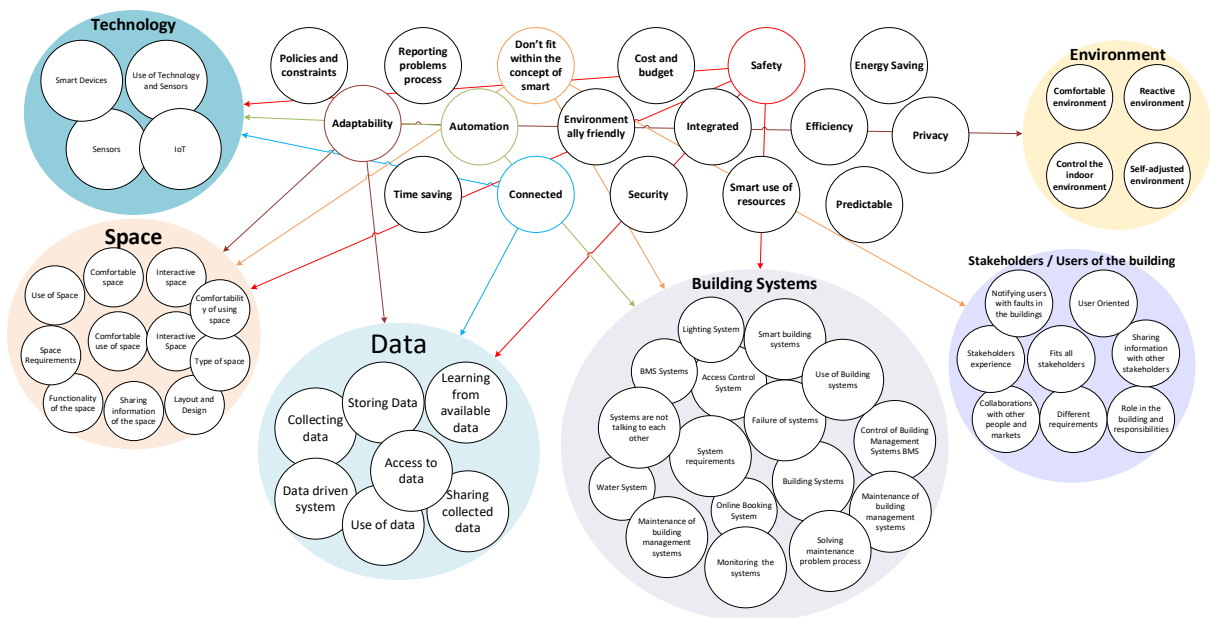 Technology
Smart Devices
Use of Technology
and Sensors
Sensors
IoT
Policies and
constraints
Reporting
problems
process
Don't fit
within the
concept of
smart
Cost and
budget
Safety
Energy Saving
Adaptability
Automation
Environment
ally friendly
Integrated
Efficiency
Privacy
Time saving
Connected
Security
Smart use of
resources
Predictable
Environment
Comfortable
environment
Reactive
environment
Control the
indoor
environment
Self-adjusted
environment
Space
Use of Space
Comfortable
space
Interactive
space
Comfortabilit
y of using
space
Space
Requirements
Comfortable
use of space
Interactive
Space
Type of space
Functionality
of the space
Sharing
information
of the space
Layout and
Design
Data
Collecting
data
Storing Data
Learning
from
available
data
Access to
data
Data driven
system
Use of data
Sharing
collected
data
Building Systems
Lighting System
Smart building
systems
BMS Systems
Access Control
System
Use of Building
systems
Systems are not
talking to each
other
Failure of systems
Control of Building
Management
Systems BMS
System
requirements
Water System
Online Booking
System
Building Systems
Maintenance of
building
management
systems
Maintenance of
building
management
systems
Monitoring the
systems
Solving
maintenance
problem process
Stakeholders / Users of the building
Notifying users
with faults in
the buildings
User Oriented
Stakeholders
experience
Fits all
stakeholders
Sharing
information
with other
stakeholders
Collaborations
with other
people and
markets
Different
requirements
Role in the
building and
responsibilities